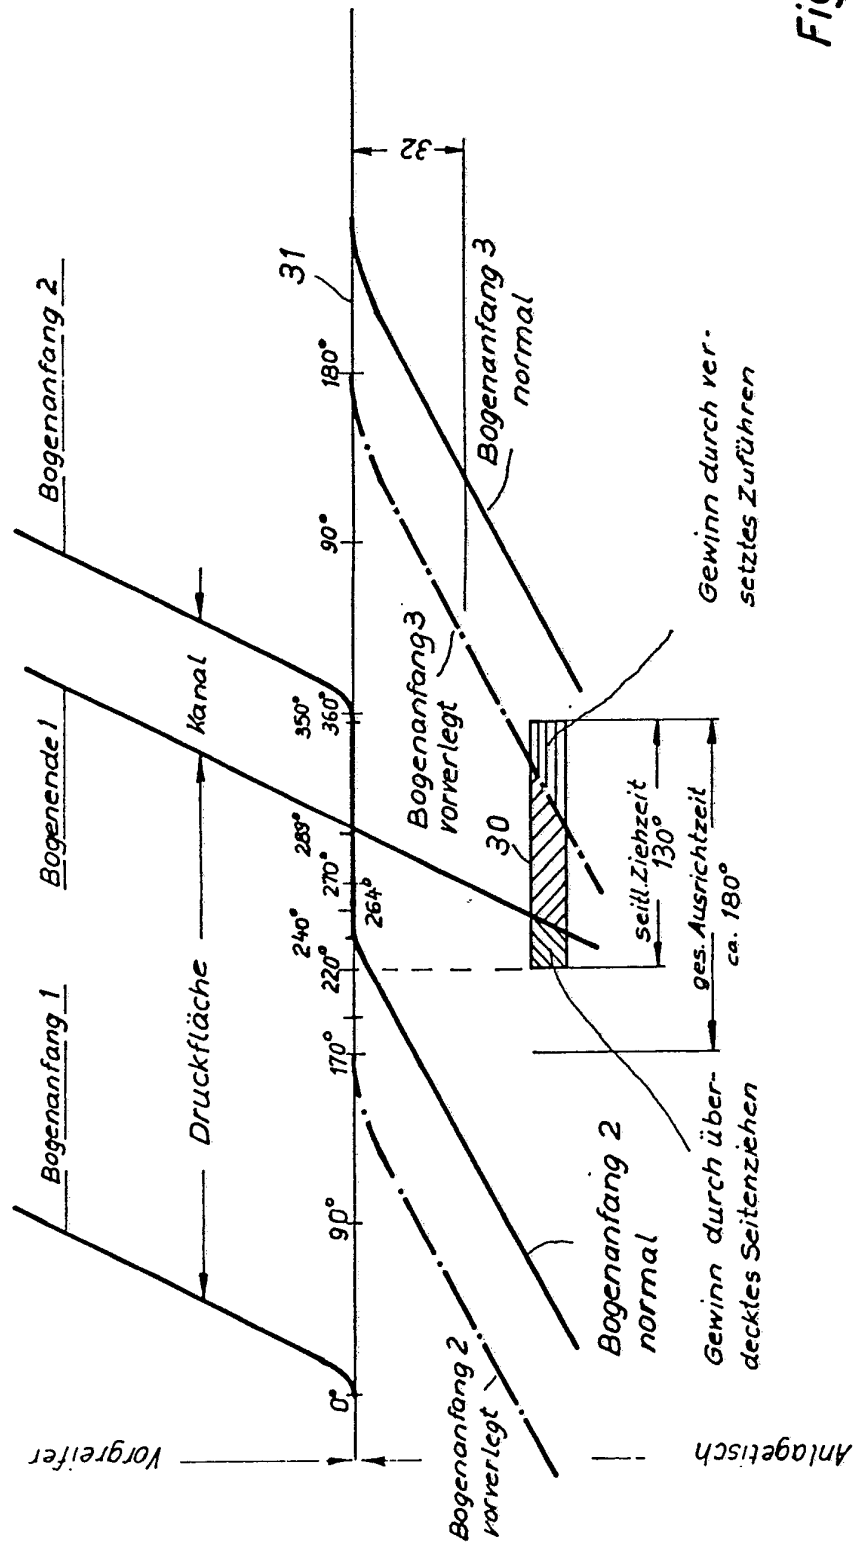 Fig
Bogenanfang 1
Bogenende 1
Bogenanfang 2
Druckfläche
Kanal
Vorgreifer
31
32
0°
90°
170°
220°
240°
264°
270°
289°
350°
360°
90°
180°
Bogenanfang 2
vorverlegt
Bogenanfang 2
normal
Bogenanfang 3
vorverlegt
Bogenanfang 3
normal
30
seitl. Ziehzeit
130°
ges. Ausrichtzeit
ca. 180°
Gewinn durch über-
decktes Seitenziehen
Gewinn durch ver-
setztes Zuführen
Anlagetisch